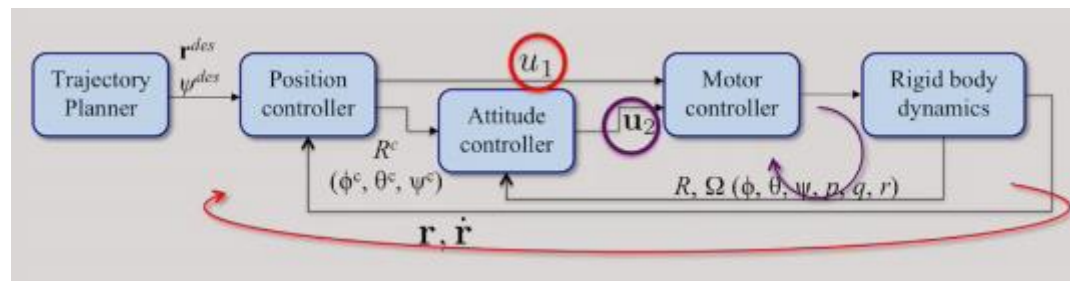 r^des
ψ^des
Trajectory
Planner
Position
controller
u₁
Attitude
controller
u₂
Motor
controller
Rigid body
dynamics
R^c
(ϕ^c, θ^c, ψ^c)
R, Ω (ϕ, θ, ψ, p, q, r)
r, ṙ